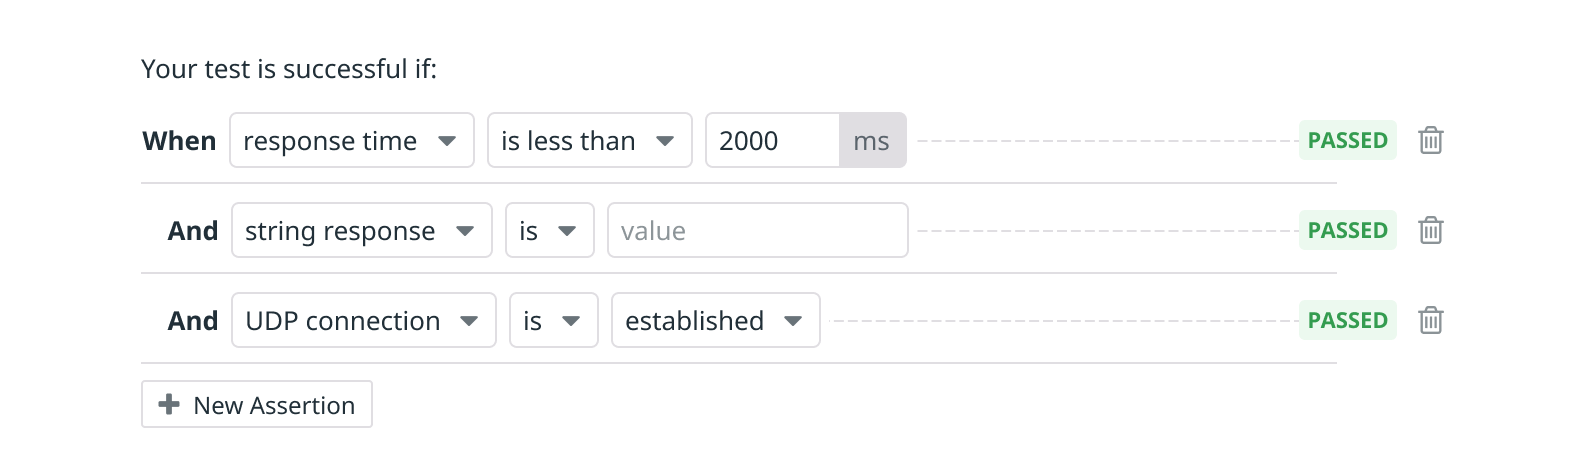 Your test is successful if:
When response time is less than 2000 ms PASSED
And string response is value PASSED
And UDP connection is established PASSED
New Assertion